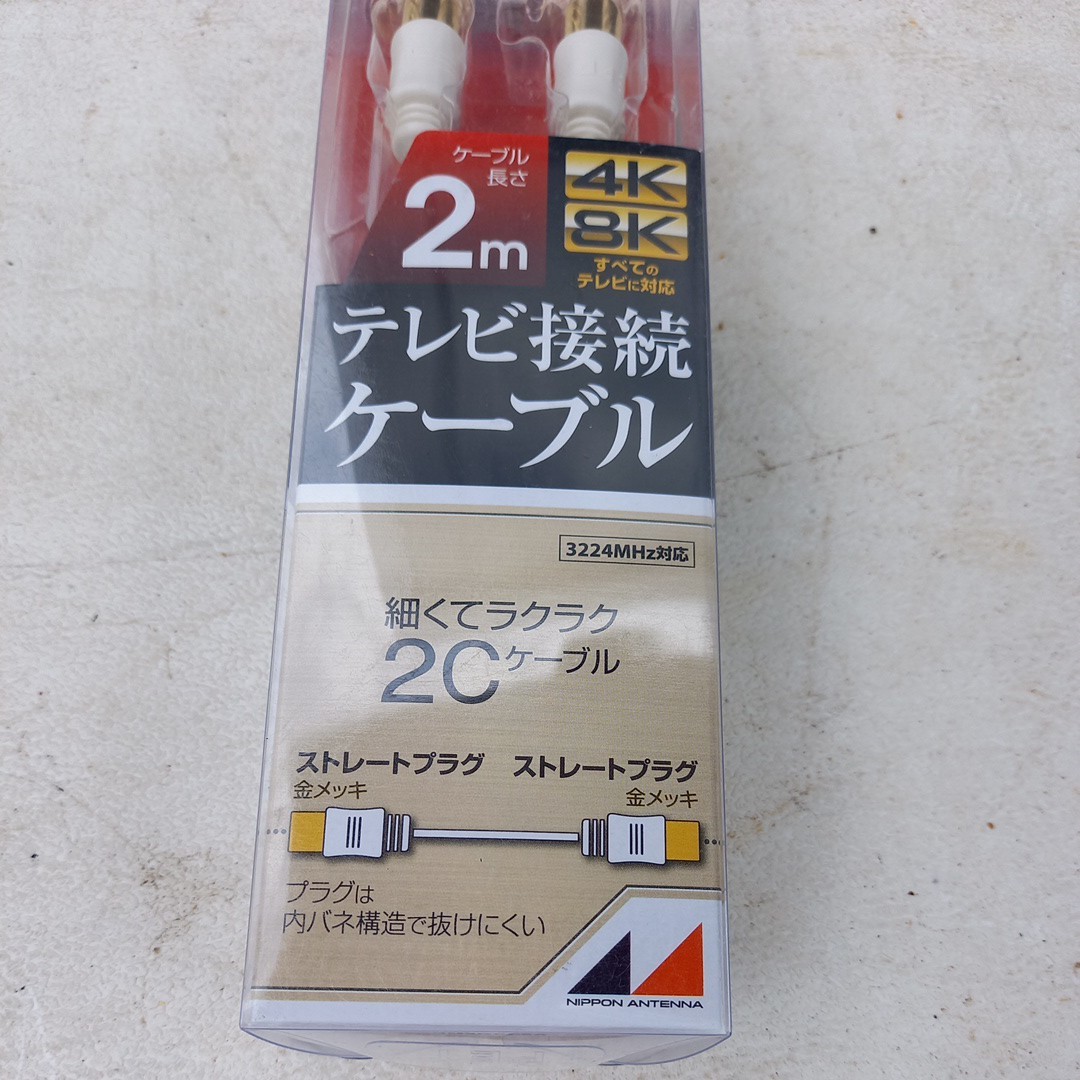 ケーブル
長さ
2m
4K
8K
すべての
テレビに対応
テレビ接続
ケーブル
3224MHz対応
細くてラクラク
2Cケーブル
ストレートプラグ ストレートプラグ
金メッキ 金メッキ
プラグは
内バネ構造で抜けにくい
NIPPON ANTENNA